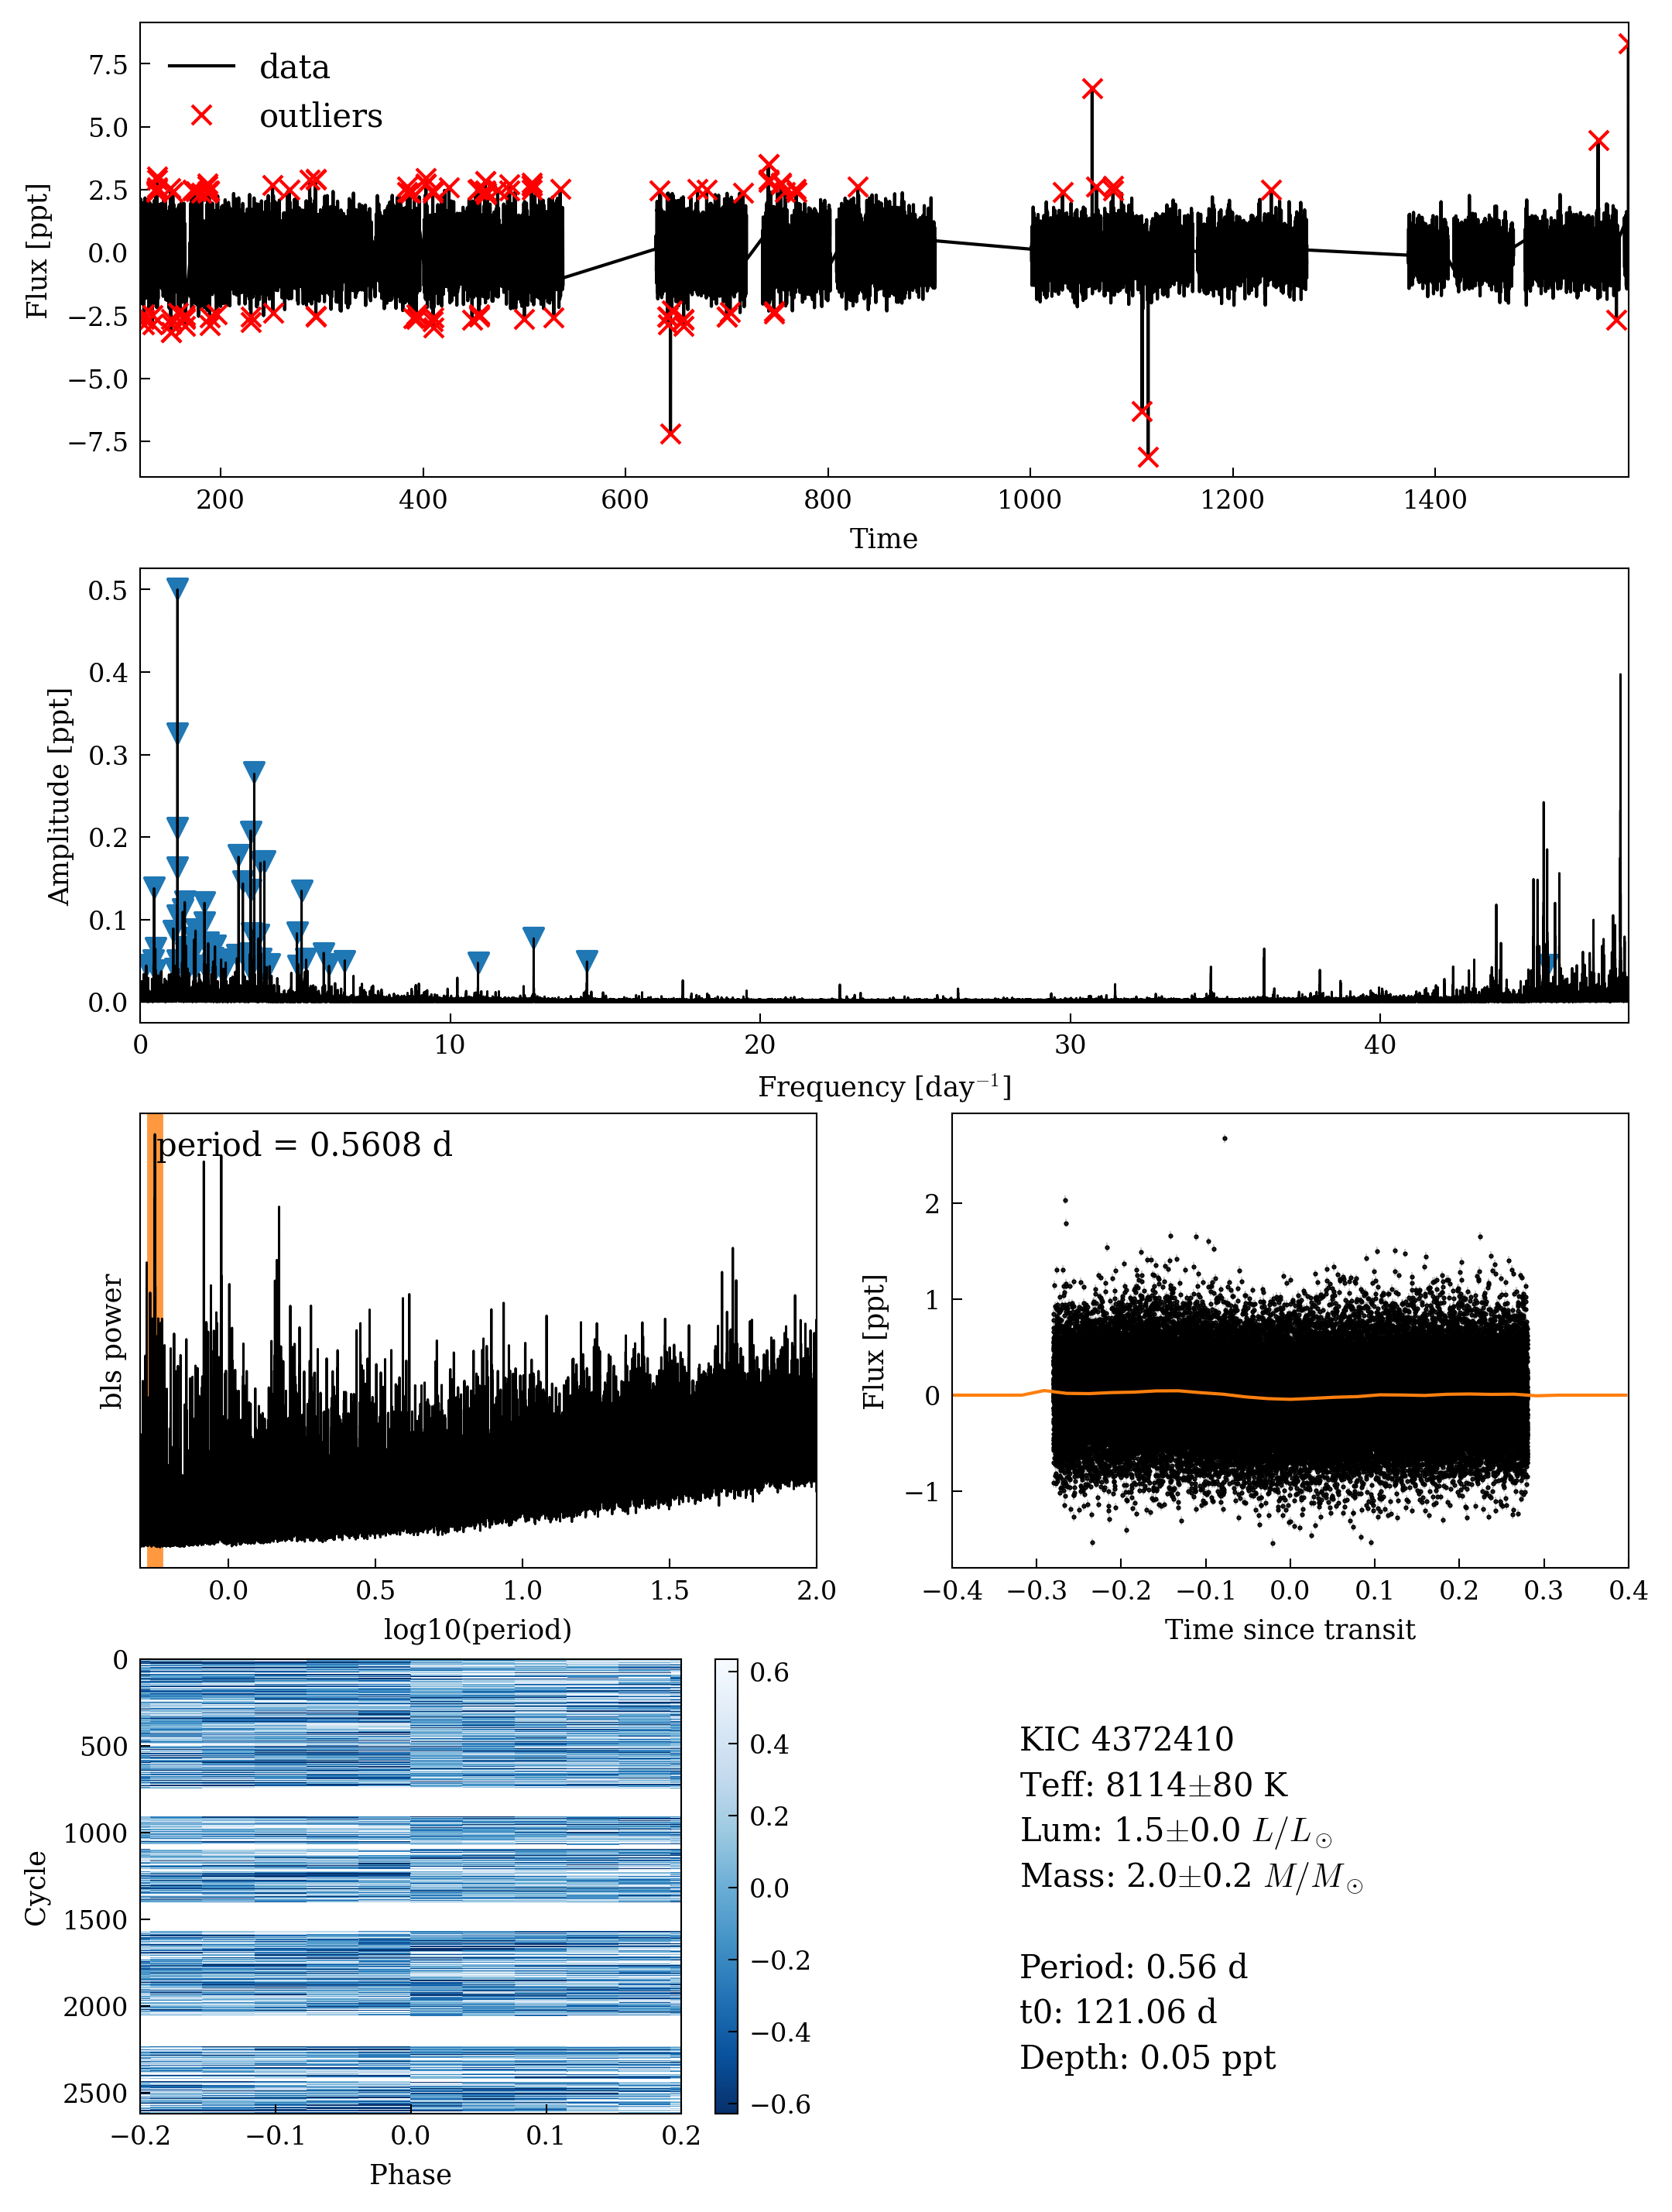 data
outliers
7.5
5.0
2.5
0.0
−2.5
−5.0
−7.5
Flux [ppt]
200 400 600 800 1000 1200 1400
Time
0.5
0.4
0.3
0.2
0.1
0.0
Amplitude [ppt]
0 10 20 30 40
Frequency [day⁻¹]
period = 0.5608 d
bls power
0.0 0.5 1.0 1.5 2.0
log10(period)
2
1
0
−1
Flux [ppt]
−0.4 −0.3 −0.2 −0.1 0.0 0.1 0.2 0.3 0.4
Time since transit
0
500
1000
1500
2000
2500
Cycle
−0.2 −0.1 0.0 0.1 0.2
Phase
0.6
0.4
0.2
0.0
−0.2
−0.4
−0.6
KIC 4372410
Teff: 8114±80 K
Lum: 1.5±0.0 L/L☉
Mass: 2.0±0.2 M/M☉
Period: 0.56 d
t0: 121.06 d
Depth: 0.05 ppt